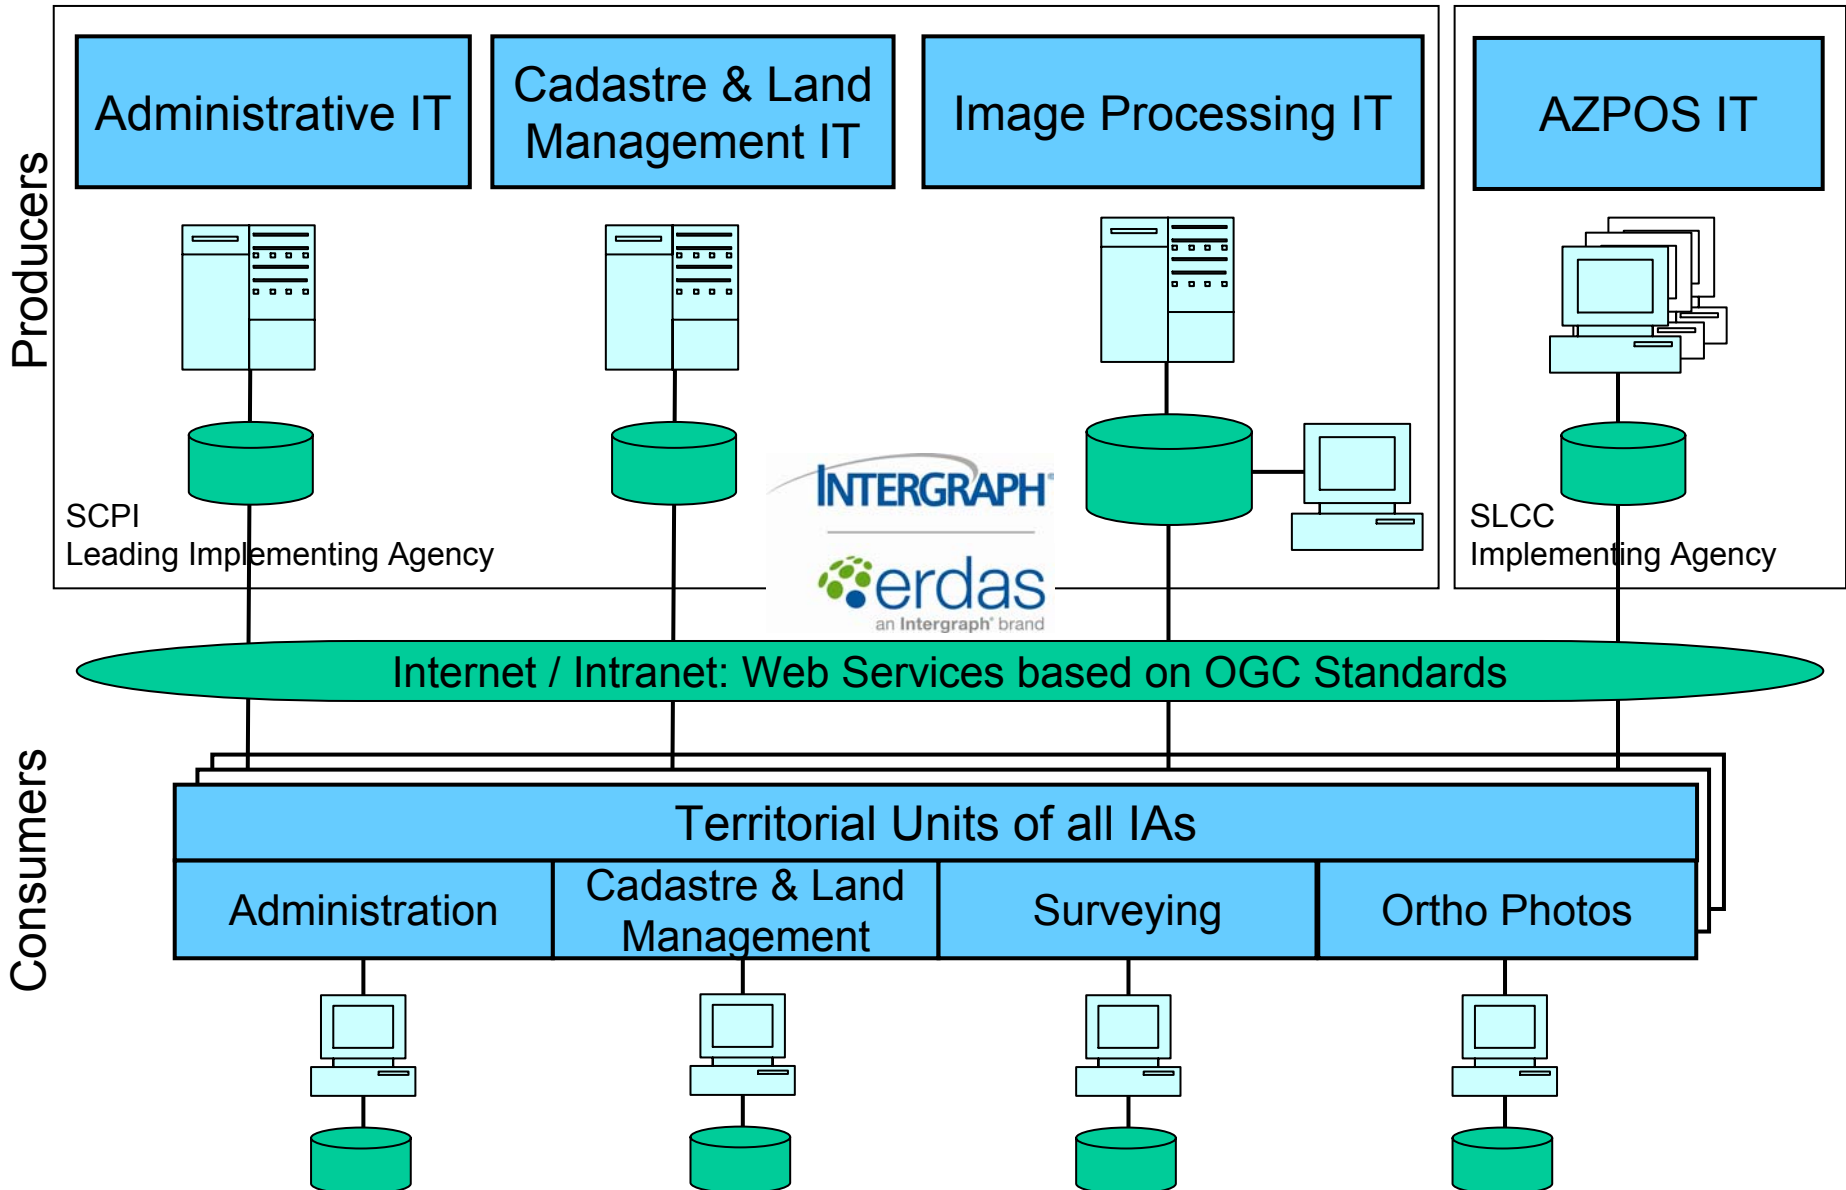 Producers
Administrative IT
Cadastre & Land
Management IT
Image Processing IT
AZPOS IT
SCPI
Leading Implementing Agency
INTERGRAPH®
erdas
an Intergraph® brand
SLCC
Implementing Agency
Internet / Intranet: Web Services based on OGC Standards
Consumers
Territorial Units of all IAs
Administration
Cadastre & Land
Management
Surveying
Ortho Photos